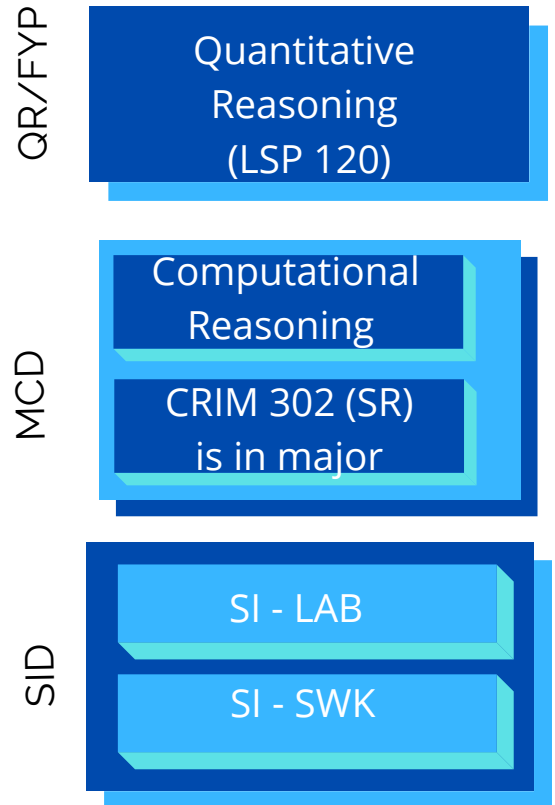 QR/FYP
Quantitative
Reasoning
(LSP 120)
MCD
Computational
Reasoning
CRIM 302 (SR)
is in major
SID
SI - LAB
SI - SWK